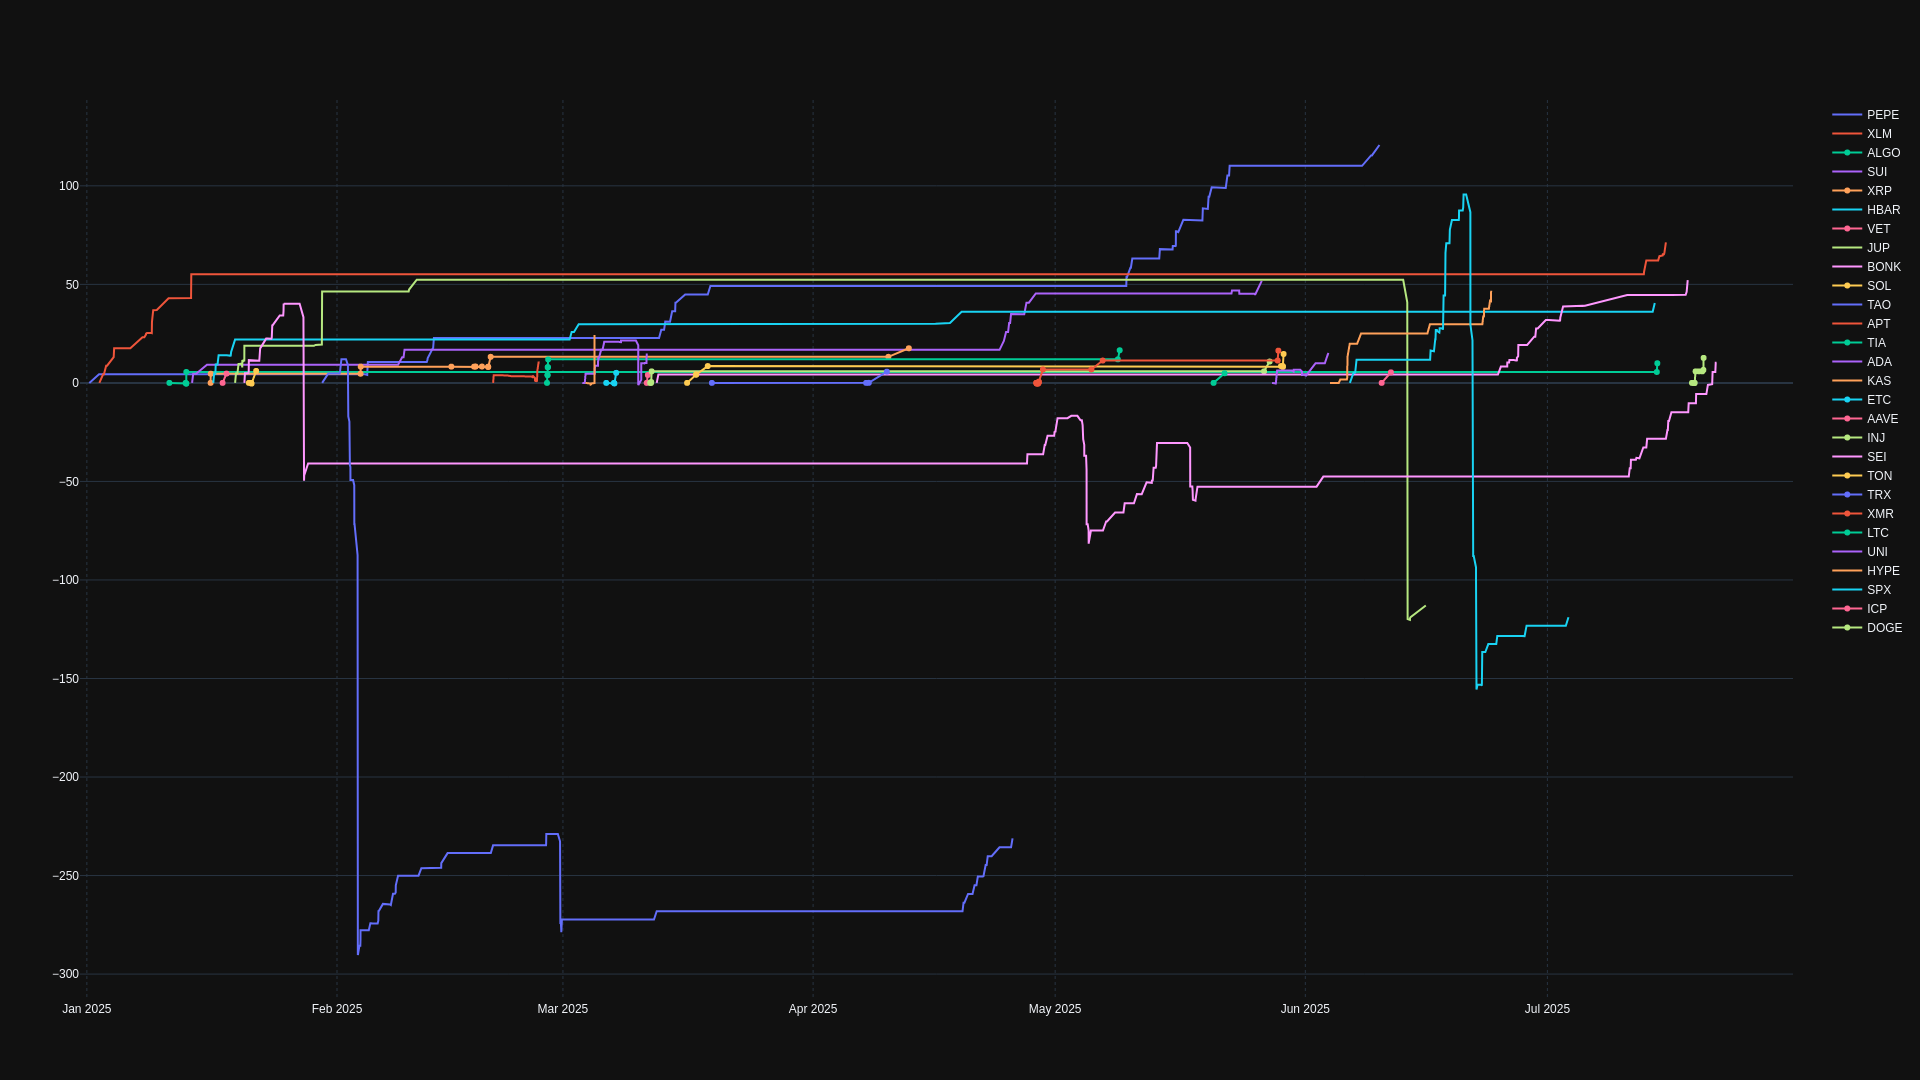 100
50
0
−50
−100
−150
−200
−250
−300
Jan 2025
Feb 2025
Mar 2025
Apr 2025
May 2025
Jun 2025
Jul 2025
PEPE
XLM
ALGO
SUI
XRP
HBAR
VET
JUP
BONK
SOL
TAO
APT
TIA
ADA
KAS
ETC
AAVE
INJ
SEI
TON
TRX
XMR
LTC
UNI
HYPE
SPX
ICP
DOGE